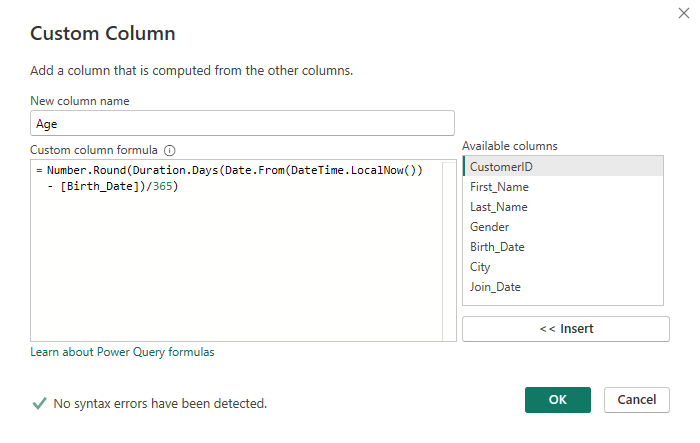 Custom Column
Add a column that is computed from the other columns.
New column name
Age
Custom column formula
= Number.Round(Duration.Days(Date.From(DateTime.LocalNow())
- [Birth_Date])/365)
Available columns
CustomerID
First_Name
Last_Name
Gender
Birth_Date
City
Join_Date
<< Insert
Learn about Power Query formulas
No syntax errors have been detected.
OK
Cancel